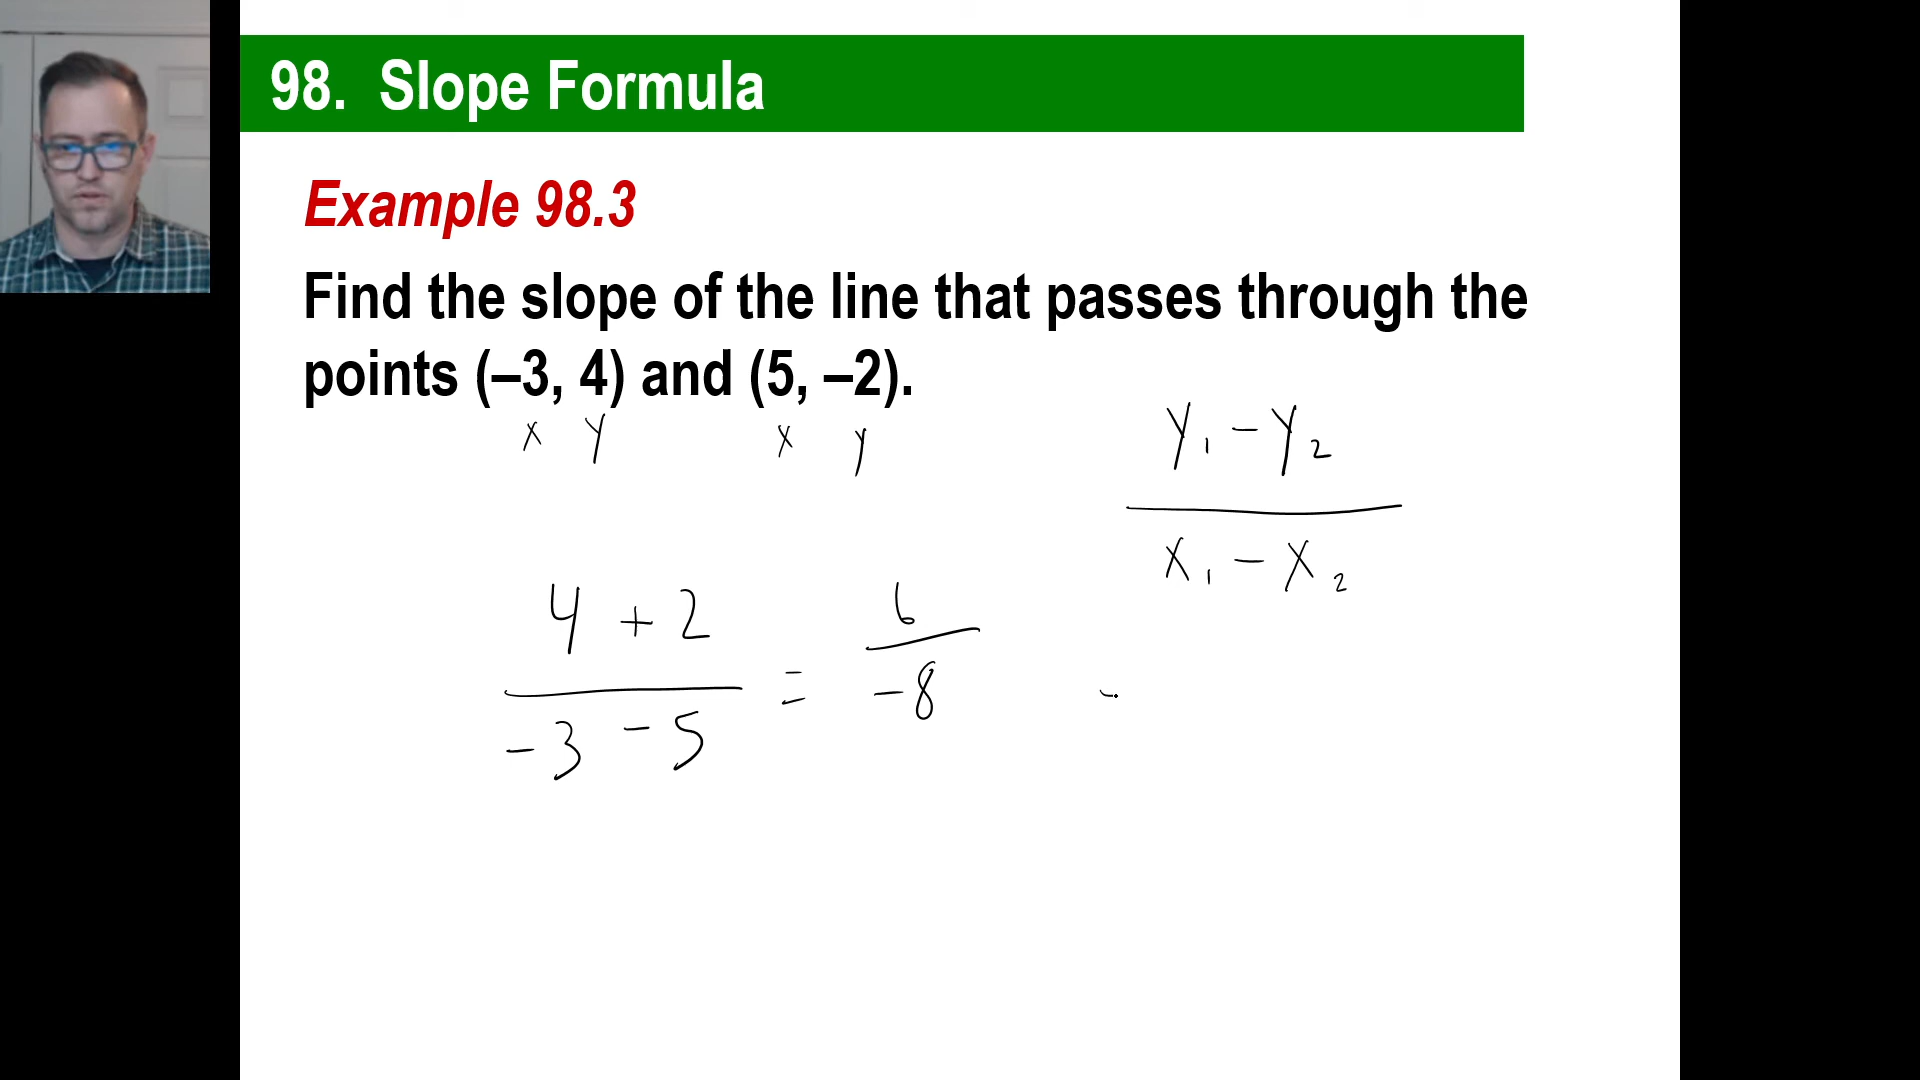 98. Slope Formula
Example 98.3
Find the slope of the line that passes through the
points (–3, 4) and (5, –2).
x y x y
y₁ - y₂
x₁ - x₂
4 + 2
-3 - 5
=
6
-8
-